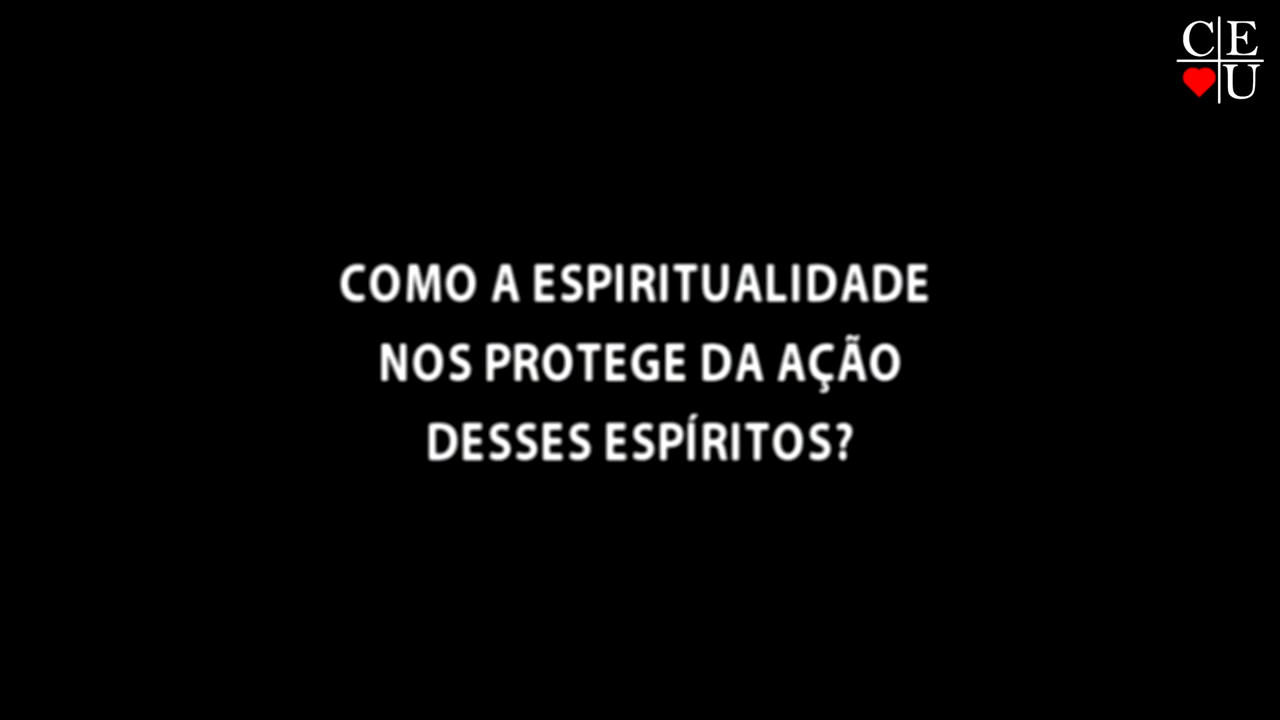 CE
U
COMO A ESPIRITUALIDADE
NOS PROTEGE DA AÇÃO
DESSES ESPÍRITOS?